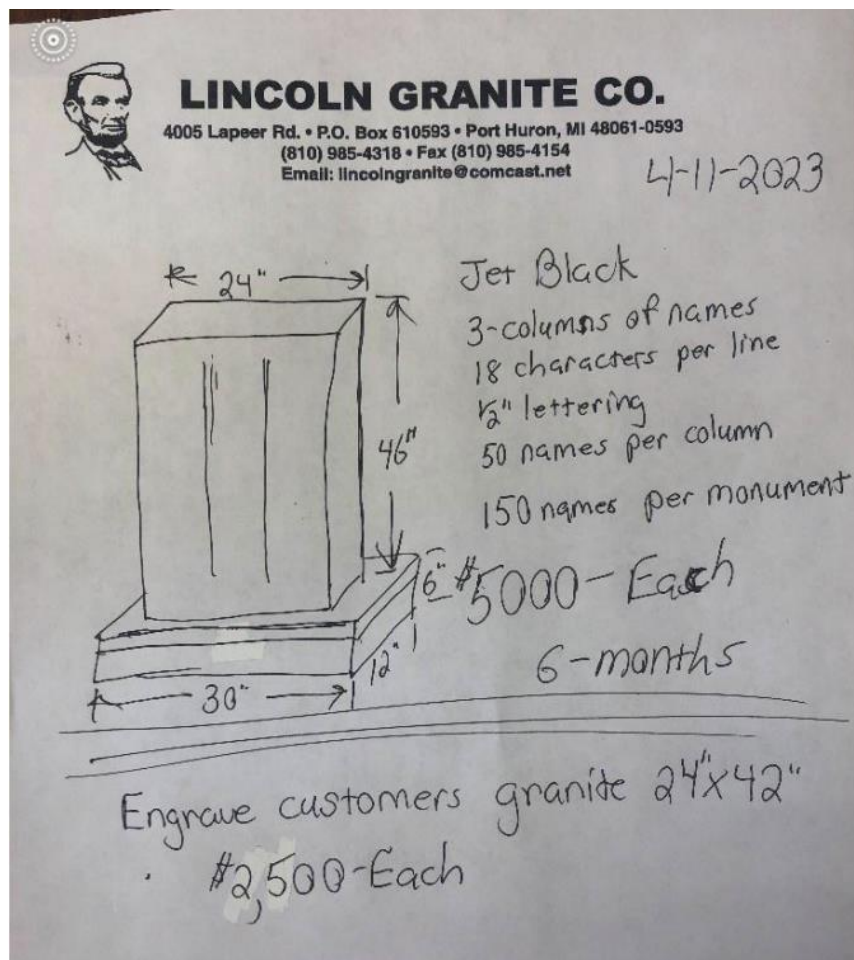 LINCOLN GRANITE CO.
4005 Lapeer Rd. • P.O. Box 610593 • Port Huron, MI 48061-0593
(810) 985-4318 • Fax (810) 985-4154
Email: lincolngranite@comcast.net
4-11-2023
24"
Jet Black
3-columns of names
18 characters per line
1/2" lettering
46"
50 names per column
150 names per monument
6"
$5000- Each
12"
6-months
30"
Engrave customers granite 24"x42"
$2,500-Each